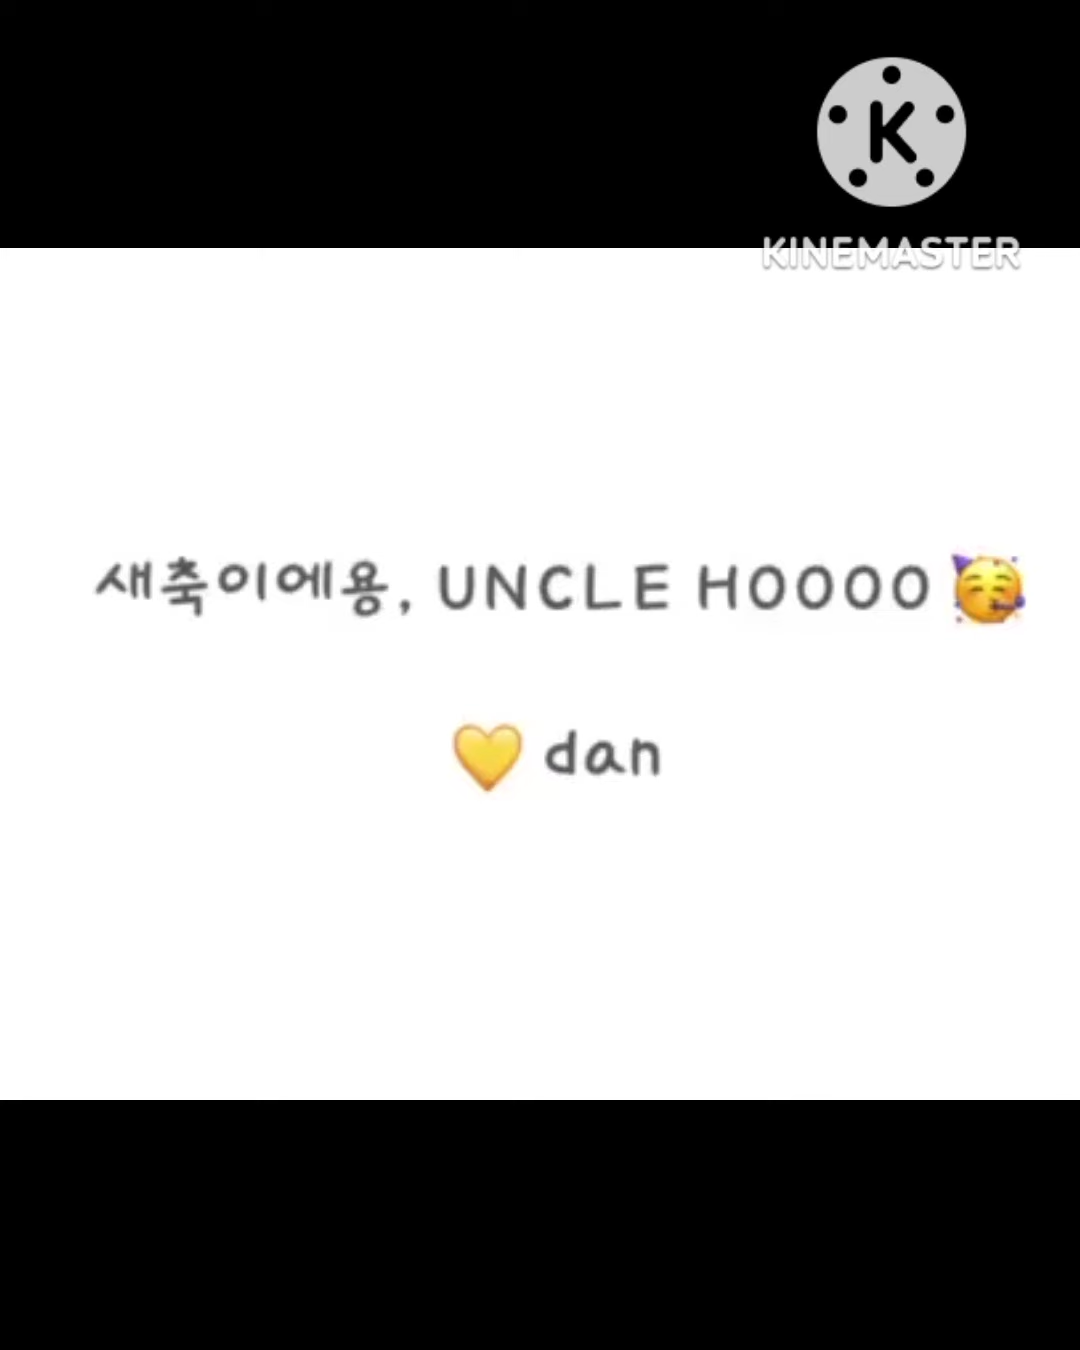 K
KINEMASTER
새축이에용, UNCLE HOOOO 🥳
💛 dan